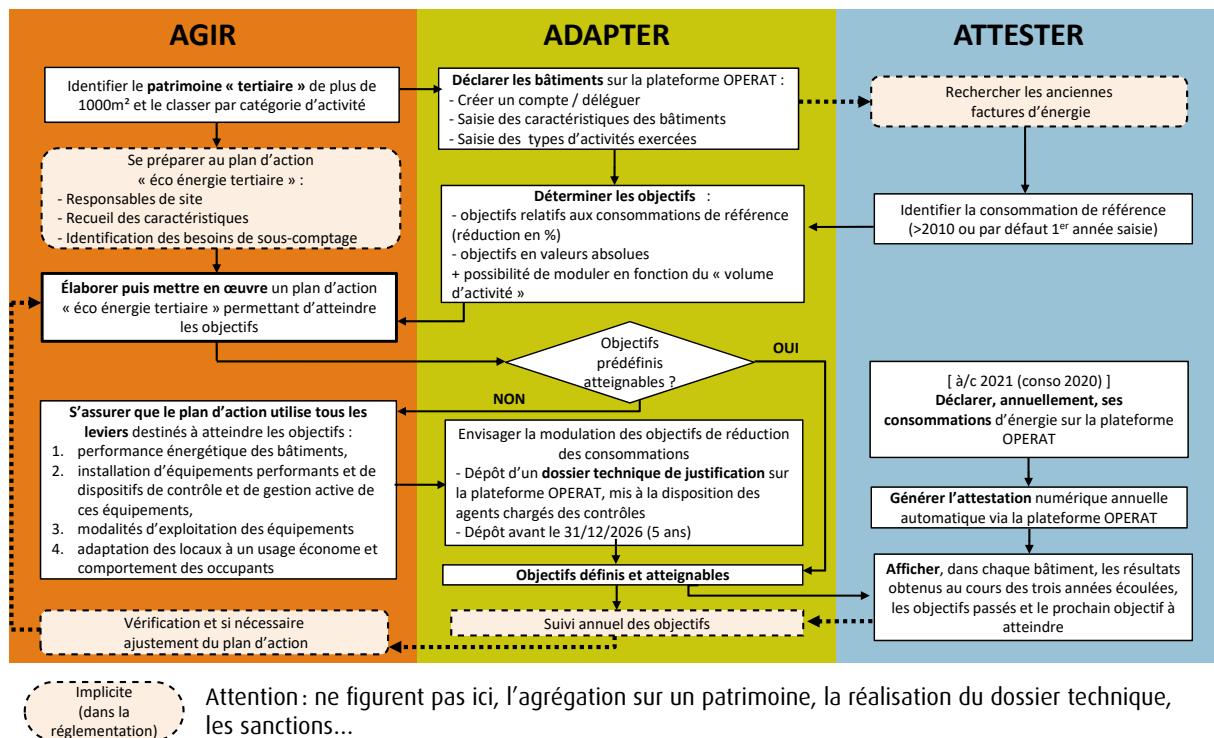 AGIR
ADAPTER
ATTESTER
Identifier le patrimoine « tertiaire » de plus de
1000m² et le classer par catégorie d'activité
Déclarer les bâtiments sur la plateforme OPERAT :
- Créer un compte / déléguer
- Saisie des caractéristiques des bâtiments
- Saisie des types d'activités exercées
Rechercher les anciennes
factures d'énergie
Se préparer au plan d'action
« éco énergie tertiaire » :
- Responsables de site
- Recueil des caractéristiques
- Identification des besoins de sous-comptage
Déterminer les objectifs :
- objectifs relatifs aux consommations de référence
(réduction en %)
- objectifs en valeurs absolues
+ possibilité de moduler en fonction du « volume
d'activité »
Identifier la consommation de référence
(>2010 ou par défaut 1er année saisie)
Élaborer puis mettre en œuvre un plan d'action
« éco énergie tertiaire » permettant d'atteindre
les objectifs
Objectifs
prédéfinis
atteignables ?
OUI
NON
[ à/c 2021 (conso 2020) ]
Déclarer, annuellement, ses
consommations d'énergie sur la plateforme
OPERAT
S'assurer que le plan d'action utilise tous les
leviers destinés à atteindre les objectifs :
1. performance énergétique des bâtiments,
2. installation d'équipements performants et de
dispositifs de contrôle et de gestion active de
ces équipements,
3. modalités d'exploitation des équipements
4. adaptation des locaux à un usage économe et
comportement des occupants
Envisager la modulation des objectifs de réduction
des consommations
- Dépôt d'un dossier technique de justification sur
la plateforme OPERAT, mis à la disposition des
agents chargés des contrôles
- Dépôt avant le 31/12/2026 (5 ans)
Générer l'attestation numérique annuelle
automatique via la plateforme OPERAT
Objectifs définis et atteignables
Afficher, dans chaque bâtiment, les résultats
obtenus au cours des trois années écoulées,
les objectifs passés et le prochain objectif à
atteindre
Vérification et si nécessaire
ajustement du plan d'action
Suivi annuel des objectifs
Implicite
(dans la
réglementation)
Attention : ne figurent pas ici, l'agrégation sur un patrimoine, la réalisation du dossier technique,
les sanctions...